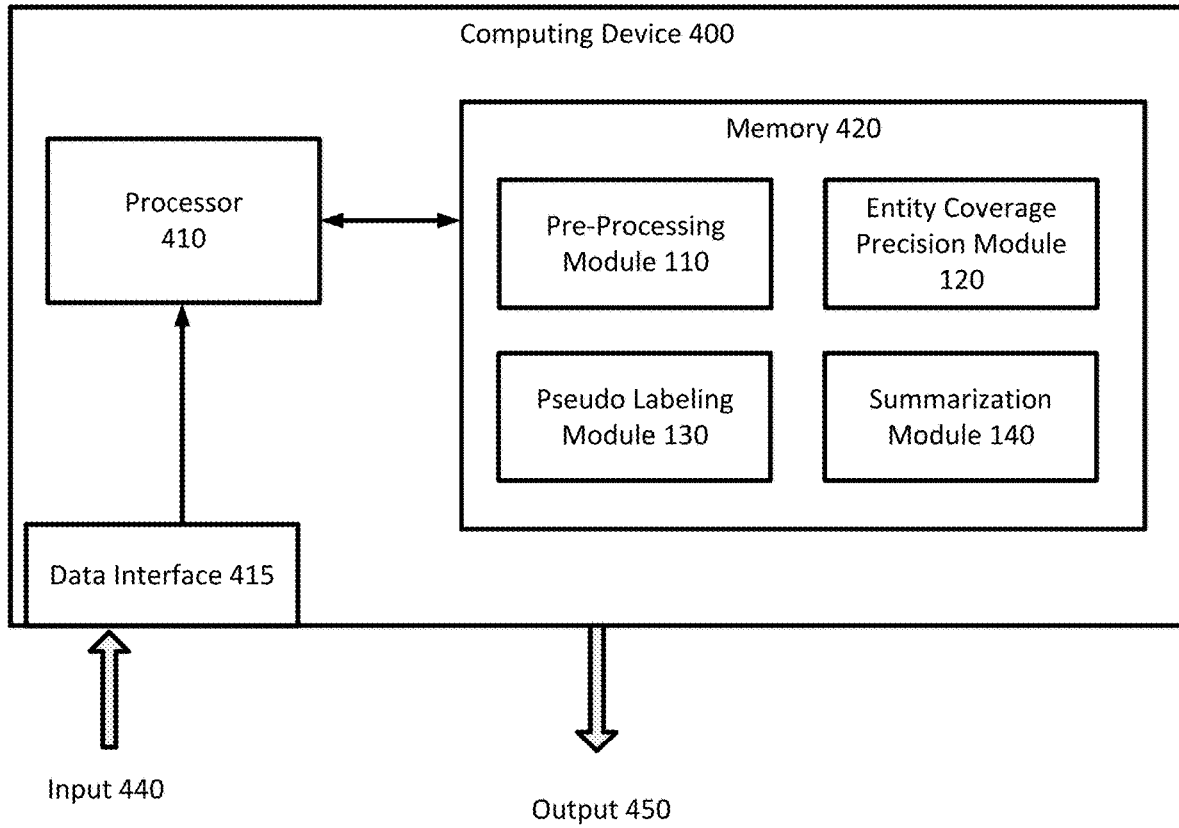 Computing Device 400
Memory 420
Processor
410
Pre-Processing
Module 110
Entity Coverage
Precision Module
120
Pseudo Labeling
Module 130
Summarization
Module 140
Data Interface 415
Input 440
Output 450